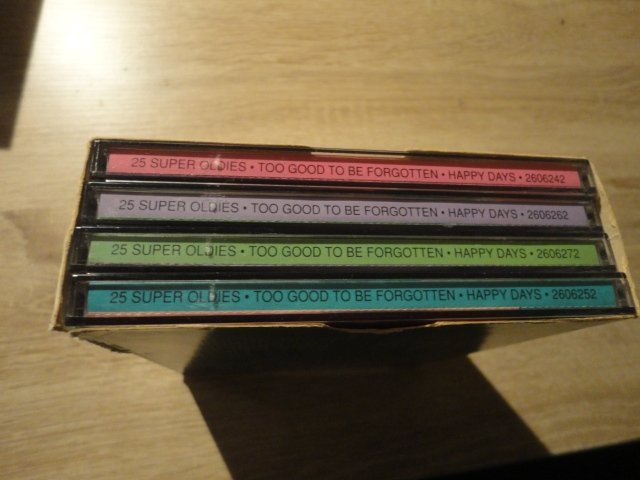 25 SUPER OLDIES • TOO GOOD TO BE FORGOTTEN • HAPPY DAYS • 2606242
25 SUPER OLDIES • TOO GOOD TO BE FORGOTTEN • HAPPY DAYS • 2606262
25 SUPER OLDIES • TOO GOOD TO BE FORGOTTEN • HAPPY DAYS • 2606272
25 SUPER OLDIES • TOO GOOD TO BE FORGOTTEN • HAPPY DAYS • 2606252